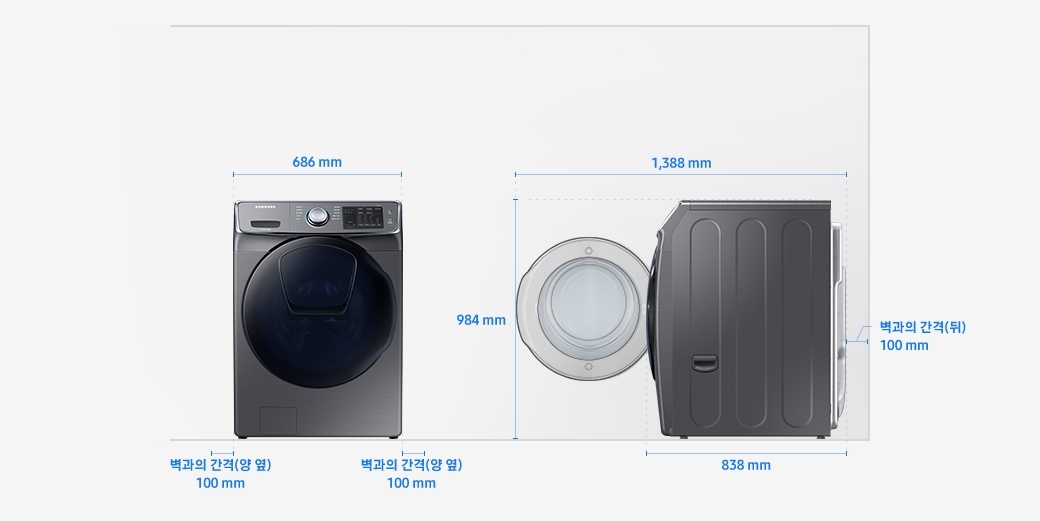 686 mm
1,388 mm
SAMSUNG
984 mm
벽과의 간격(뒤)
100 mm
벽과의 간격(양 옆)
100 mm
벽과의 간격(양 옆)
100 mm
838 mm